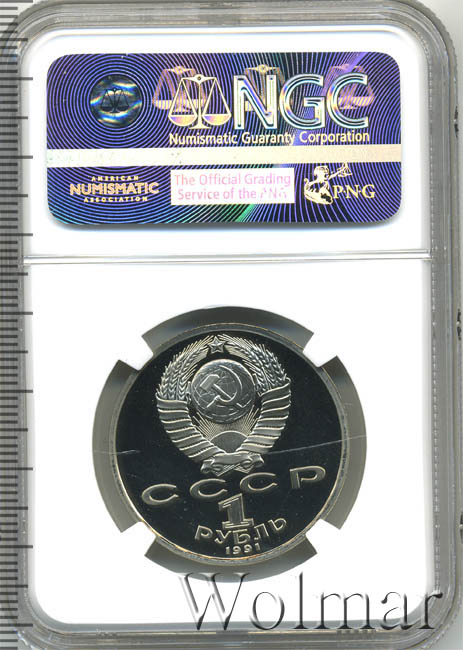 NGC
Numismatic Guaranty Corporation
AMERICAN
NUMISMATIC
ASSOCIATION
The Official Grading
Service of the PNG
PNG
СССР
1
РУБЛЬ
1991
Wolmar